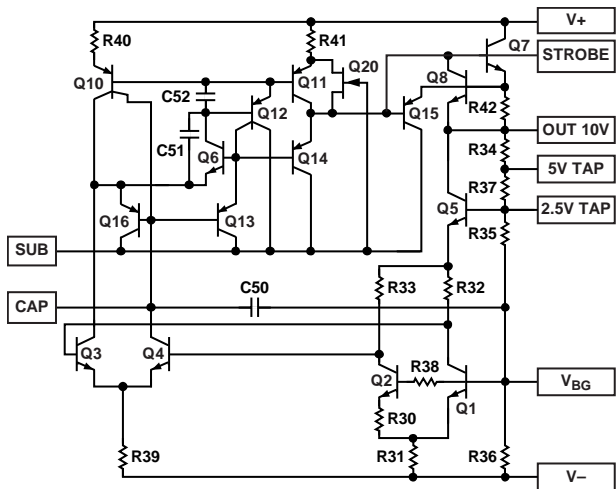 V+
R40
R41
Q20
Q7
STROBE
Q10
Q11
Q8
C52
Q12
Q15
R42
OUT 10V
C51
R34
Q6
Q14
5V TAP
R37
Q5
2.5V TAP
Q16
Q13
R35
SUB
R33
R32
C50
CAP
Q3
Q4
R38
Q2
VBG
Q1
R30
R39
R31
R36
V–